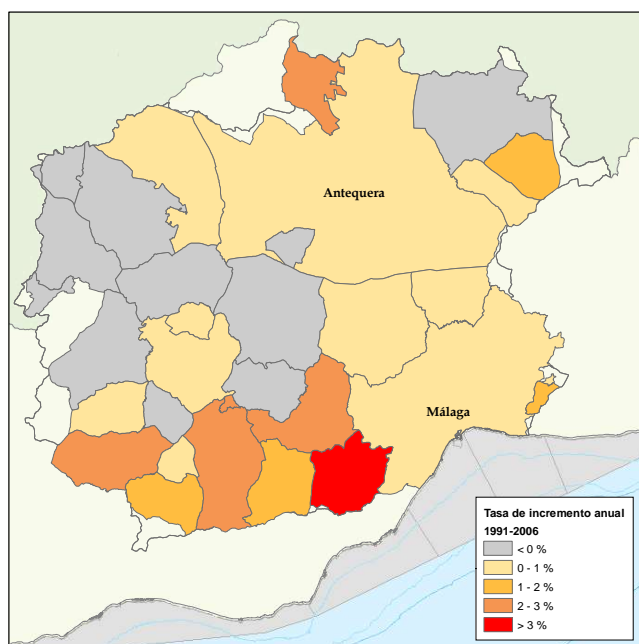 Antequera
Málaga
Tasa de incremento anual
1991-2006
< 0 %
0 - 1 %
1 - 2 %
2 - 3 %
> 3 %